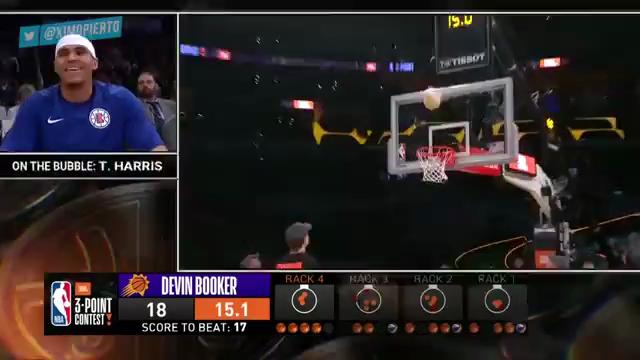 @XIMOPIERTO
15.0
TISSOT
ON THE BUBBLE: T. HARRIS
NBA
JBL
3-POINT
CONTEST
DEVIN BOOKER
18
15.1
SCORE TO BEAT: 17
RACK 4
RACK 3
RACK 2
RACK 1